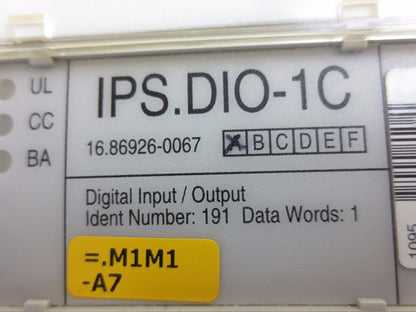 UL
CC
BA
IPS.DIO-1C
16.86926-0067 A B C D E F
Digital Input / Output
Ident Number: 191 Data Words: 1
=.M1M1
-A7
1095